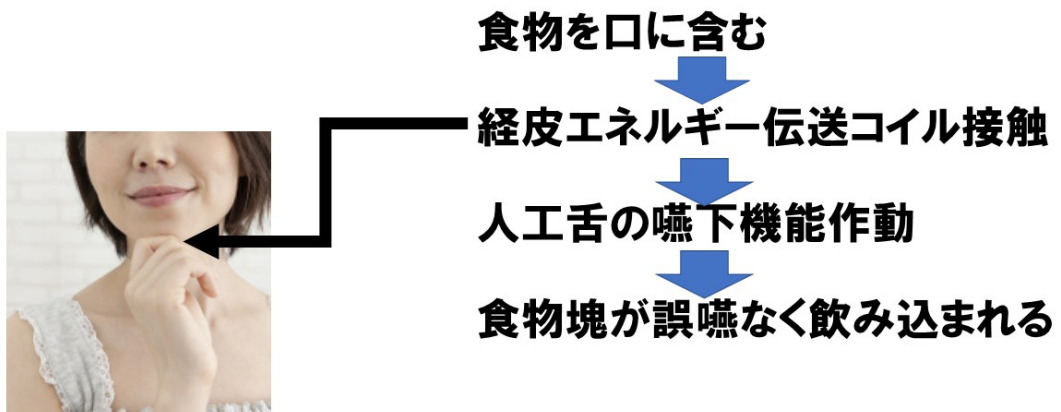 食物を口に含む
経皮エネルギー伝送コイル接触
人工舌の嚥下機能作動
食物塊が誤嚥なく飲み込まれる